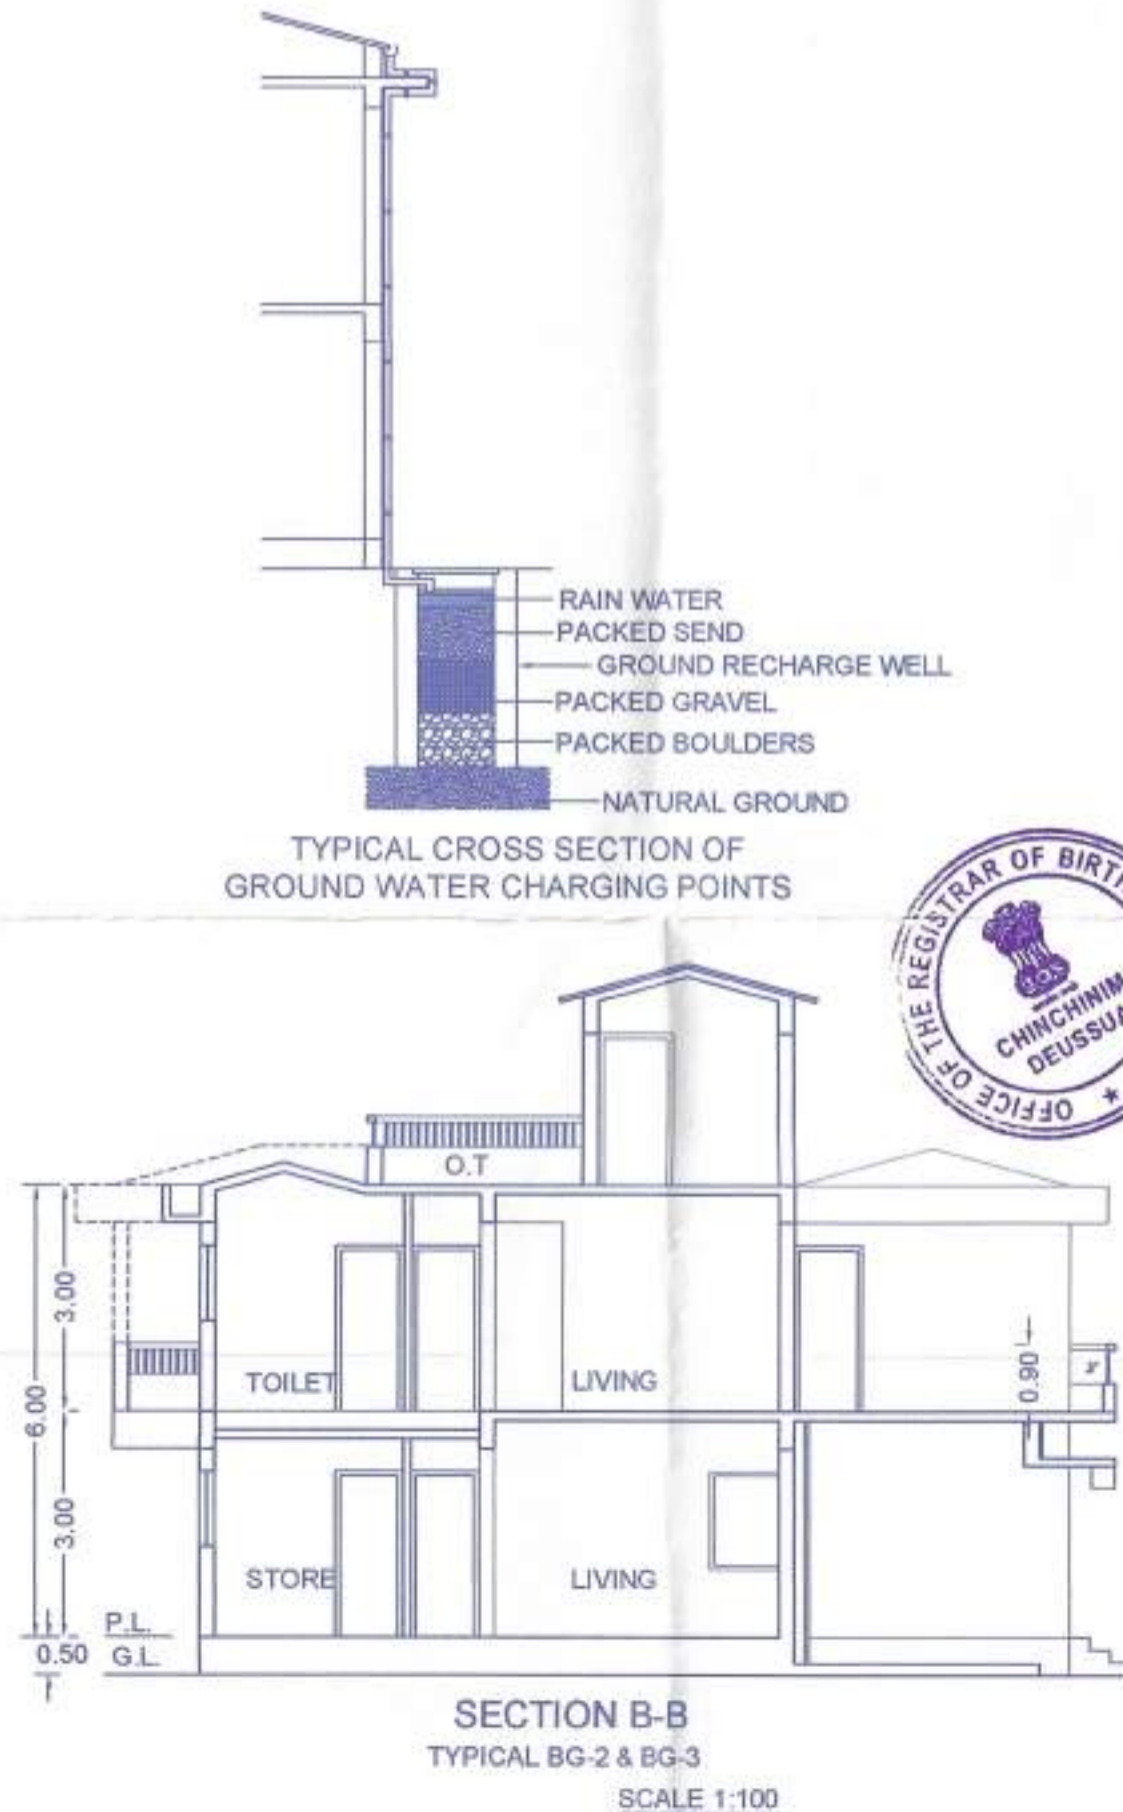 RAIN WATER
PACKED SEND
GROUND RECHARGE WELL
PACKED GRAVEL
PACKED BOULDERS
NATURAL GROUND
TYPICAL CROSS SECTION OF
GROUND WATER CHARGING POINTS
OFFICE OF THE REGISTRAR OF BIRT
CHINCHINIM
DEUSSUA
O.T
3.00
6.00
TOILET
LIVING
0.90
3.00
STORE
LIVING
P.L.
0.50
G.L.
SECTION B-B
TYPICAL BG-2 & BG-3
SCALE 1:100